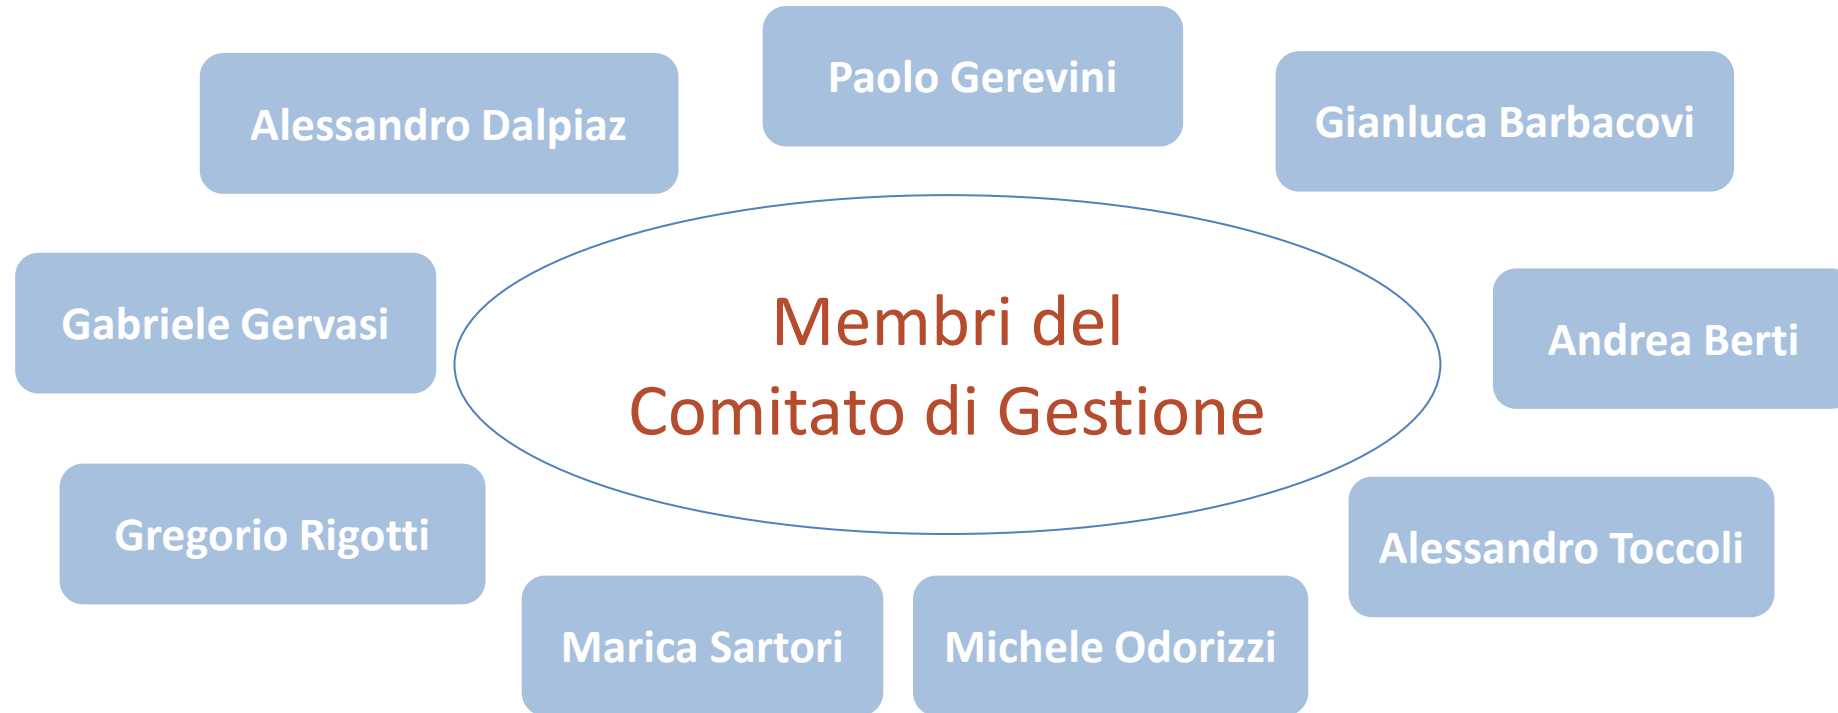 Paolo Gerevini
Alessandro Dalpiaz
Gianluca Barbacovi
Gabriele Gervasi
Membri del
Comitato di Gestione
Andrea Berti
Gregorio Rigotti
Alessandro Toccoli
Marica Sartori
Michele Odorizzi